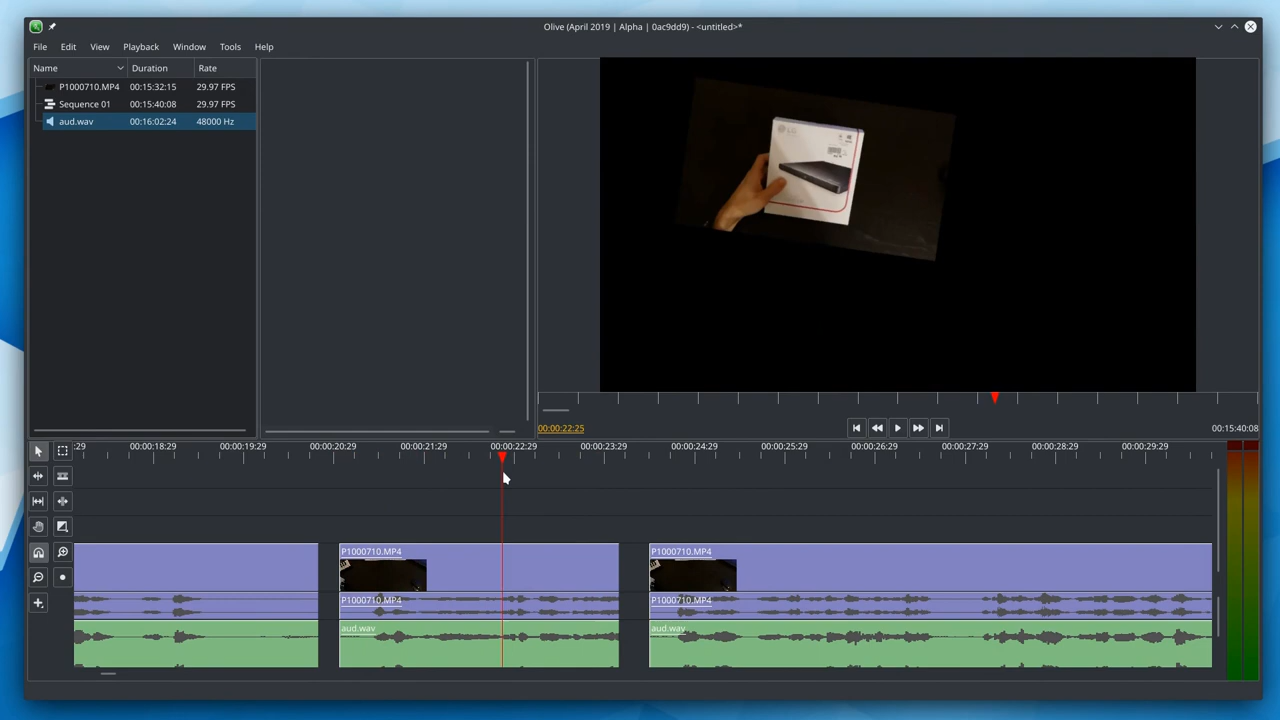 Olive (April 2019 | Alpha | 0ac9dd9) - <untitled>*
File Edit View Playback Window Tools Help
Name Duration Rate
P1000710.MP4 00:15:32:15 29.97 FPS
Sequence 01 00:15:40:08 29.97 FPS
aud.wav 00:16:02:24 48000 Hz
00:00:22:25 00:15:40:08
:29 00:00:18:29 00:00:19:29 00:00:20:29 00:00:21:29 00:00:22:29 00:00:23:29 00:00:24:29 00:00:25:29 00:00:26:29 00:00:27:29 00:00:28:29 00:00:29:29
P1000710.MP4 P1000710.MP4
P1000710.MP4 P1000710.MP4
aud.wav aud.wav